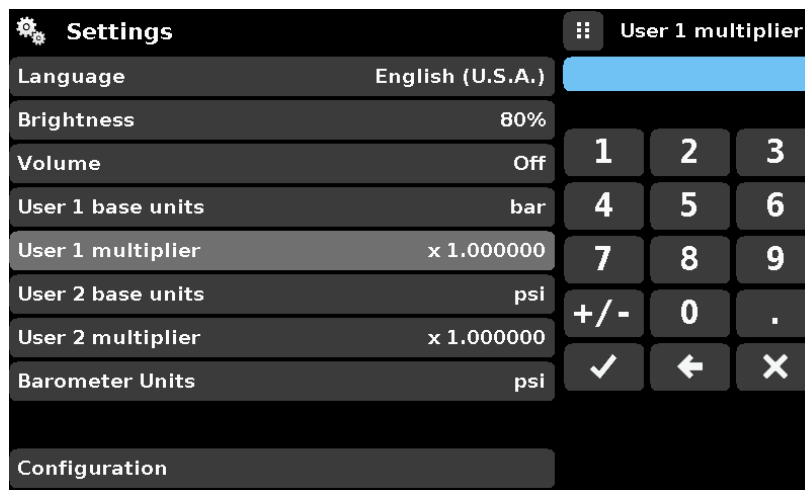 Settings
Language English (U.S.A.)
Brightness 80%
Volume Off
User 1 base units bar
User 1 multiplier x 1.000000
User 2 base units psi
User 2 multiplier x 1.000000
Barometer Units psi
Configuration
User 1 multiplier
1 2 3
4 5 6
7 8 9
+/- 0 .